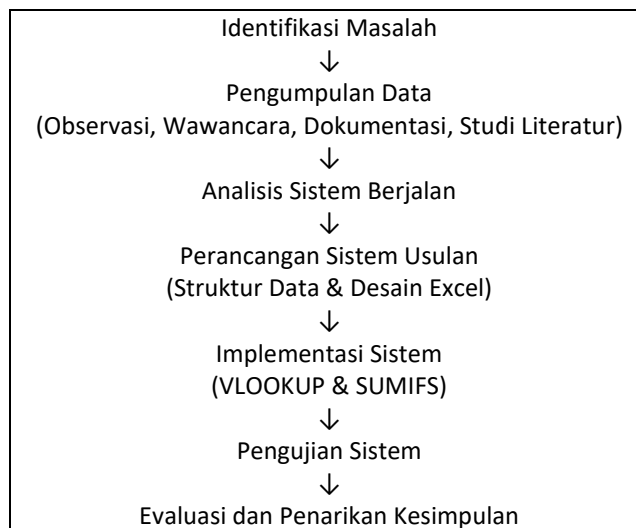 Identifikasi Masalah
↓
Pengumpulan Data
(Observasi, Wawancara, Dokumentasi, Studi Literatur)
↓
Analisis Sistem Berjalan
↓
Perancangan Sistem Usulan
(Struktur Data & Desain Excel)
↓
Implementasi Sistem
(VLOOKUP & SUMIFS)
↓
Pengujian Sistem
↓
Evaluasi dan Penarikan Kesimpulan